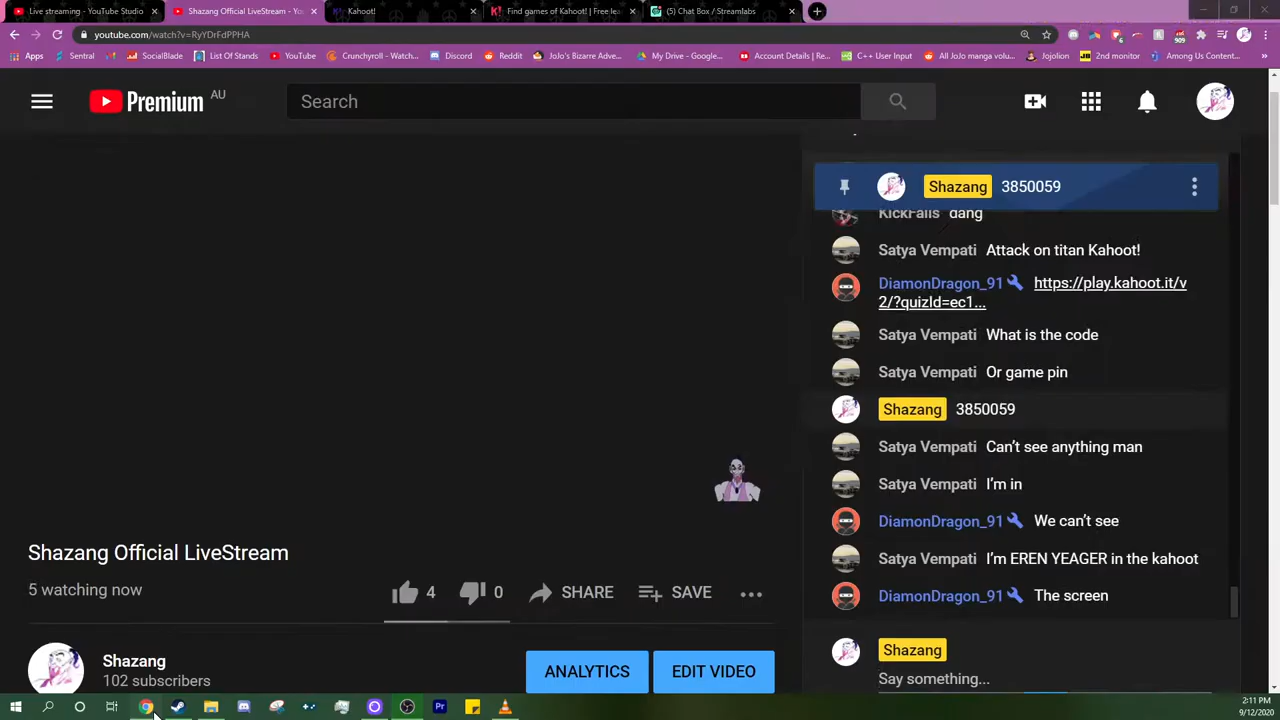 Live streaming - YouTube Studio
Shazang Official LiveStream - Yo
Kahoot!
Find games of Kahoot! | Free lea
(5) Chat Box / Streamlabs
youtube.com/watch?v=RyYDrFdPPHA
Apps
Sentral
SocialBlade
List Of Stands
YouTube
Crunchyroll - Watch...
Discord
Reddit
JoJo's Bizarre Adve...
My Drive - Google...
Account Details | Re...
C++ User Input
All JoJo manga volu...
Jojolion
2nd monitor
Among Us Coming...
Premium AU
Search
Shazang 3850059
KickFalls dang
Satya Vempati Attack on titan Kahoot!
DiamonDragon_91 https://play.kahoot.it/v
2/?quizId=ec1...
Satya Vempati What is the code
Satya Vempati Or game pin
Shazang 3850059
Satya Vempati Can't see anything man
Satya Vempati I'm in
DiamonDragon_91 We can't see
Satya Vempati I'm EREN YEAGER in the kahoot
DiamonDragon_91 The screen
Shazang
Say something...
Shazang Official LiveStream
5 watching now
4
0
SHARE
SAVE
Shazang
102 subscribers
ANALYTICS
EDIT VIDEO
2:11 PM
9/12/2020